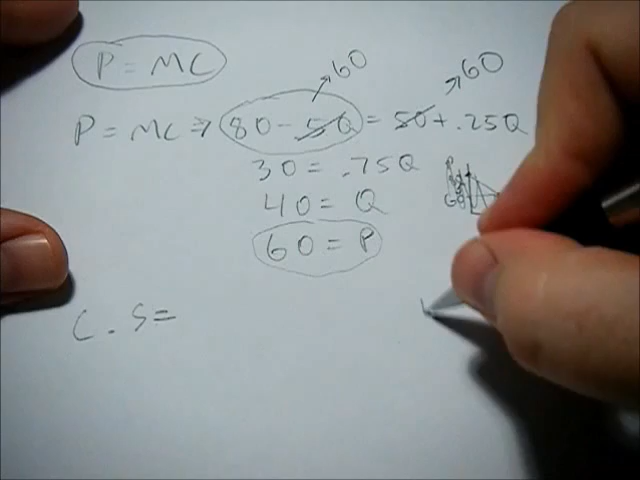 P = MC
60 60
P = MC ⇒ 80 - .5Q = 50 + .25Q
30 = .75Q
40 = Q
60 = P
C.S =